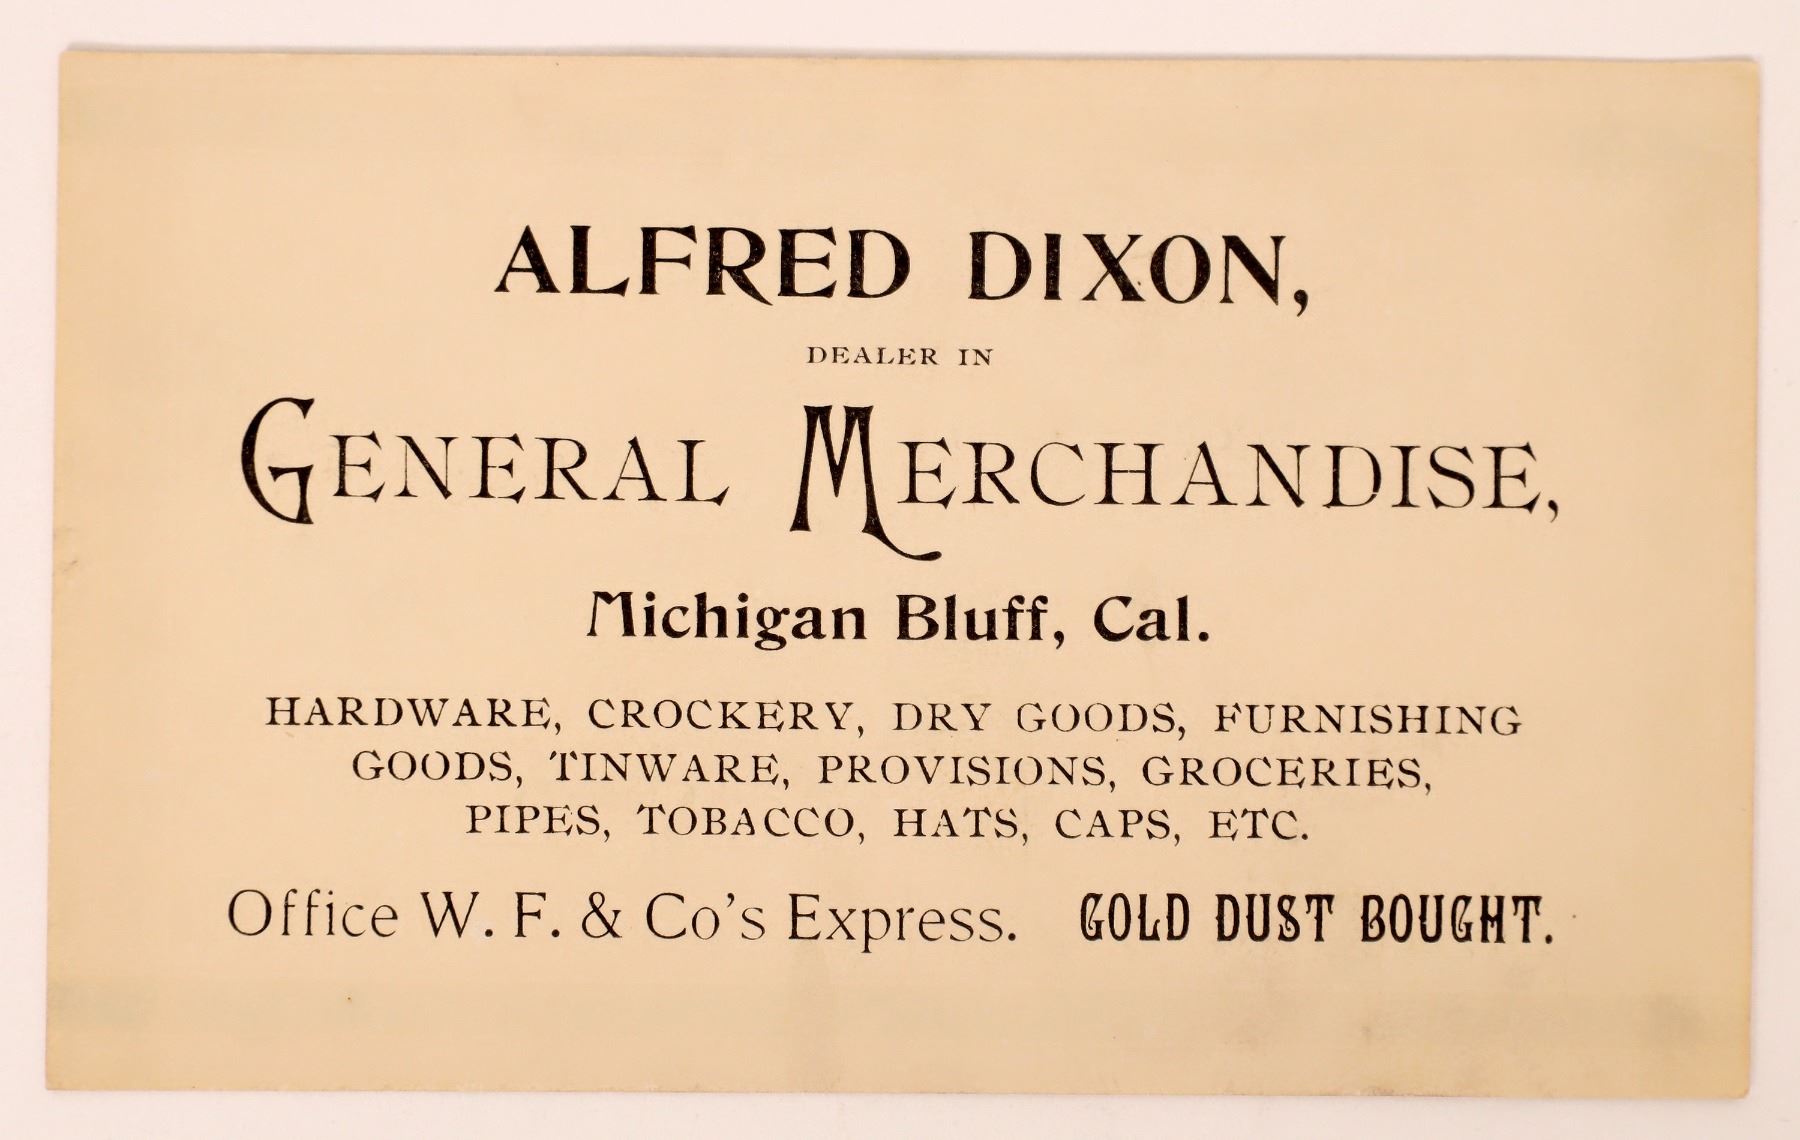 ALFRED DIXON,
DEALER IN
GENERAL MERCHANDISE,
Michigan Bluff, Cal.
HARDWARE, CROCKERY, DRY GOODS, FURNISHING
GOODS, TINWARE, PROVISIONS, GROCERIES,
PIPES, TOBACCO, HATS, CAPS, ETC.
Office W. F. & Co's Express. GOLD DUST BOUGHT.